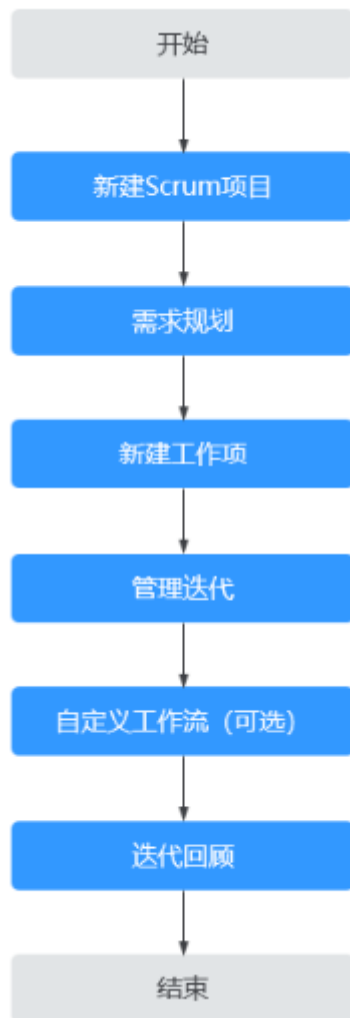 开始
新建Scrum项目
需求规划
新建工作项
管理迭代
自定义工作流（可选）
迭代回顾
结束